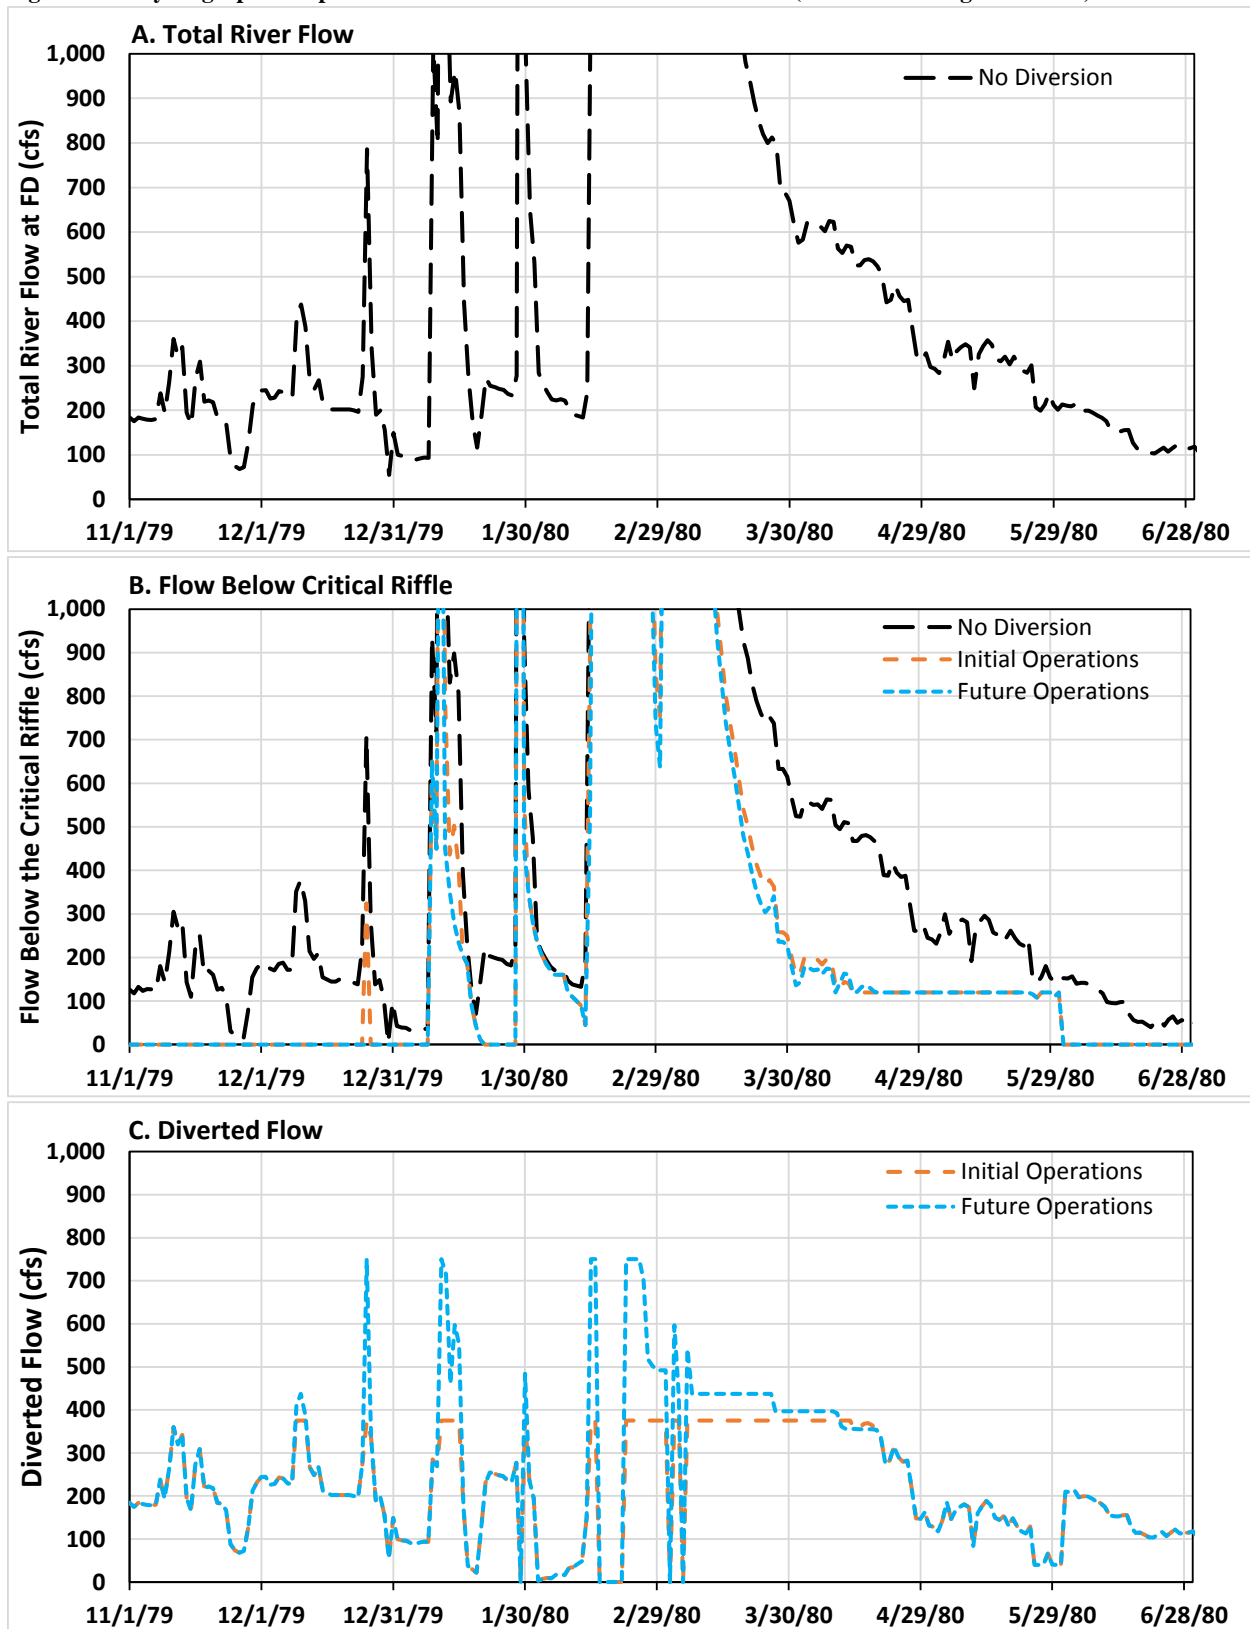 A. Total River Flow
1,000
900
800
700
600
500
400
300
200
100
0
Total River Flow at FD (cfs)
No Diversion
11/1/79 12/1/79 12/31/79 1/30/80 2/29/80 3/30/80 4/29/80 5/29/80 6/28/80
B. Flow Below Critical Riffle
1,000
900
800
700
600
500
400
300
200
100
0
Flow Below the Critical Riffle (cfs)
No Diversion
Initial Operations
Future Operations
11/1/79 12/1/79 12/31/79 1/30/80 2/29/80 3/30/80 4/29/80 5/29/80 6/28/80
C. Diverted Flow
1,000
900
800
700
600
500
400
300
200
100
0
Diverted Flow (cfs)
Initial Operations
Future Operations
11/1/79 12/1/79 12/31/79 1/30/80 2/29/80 3/30/80 4/29/80 5/29/80 6/28/80